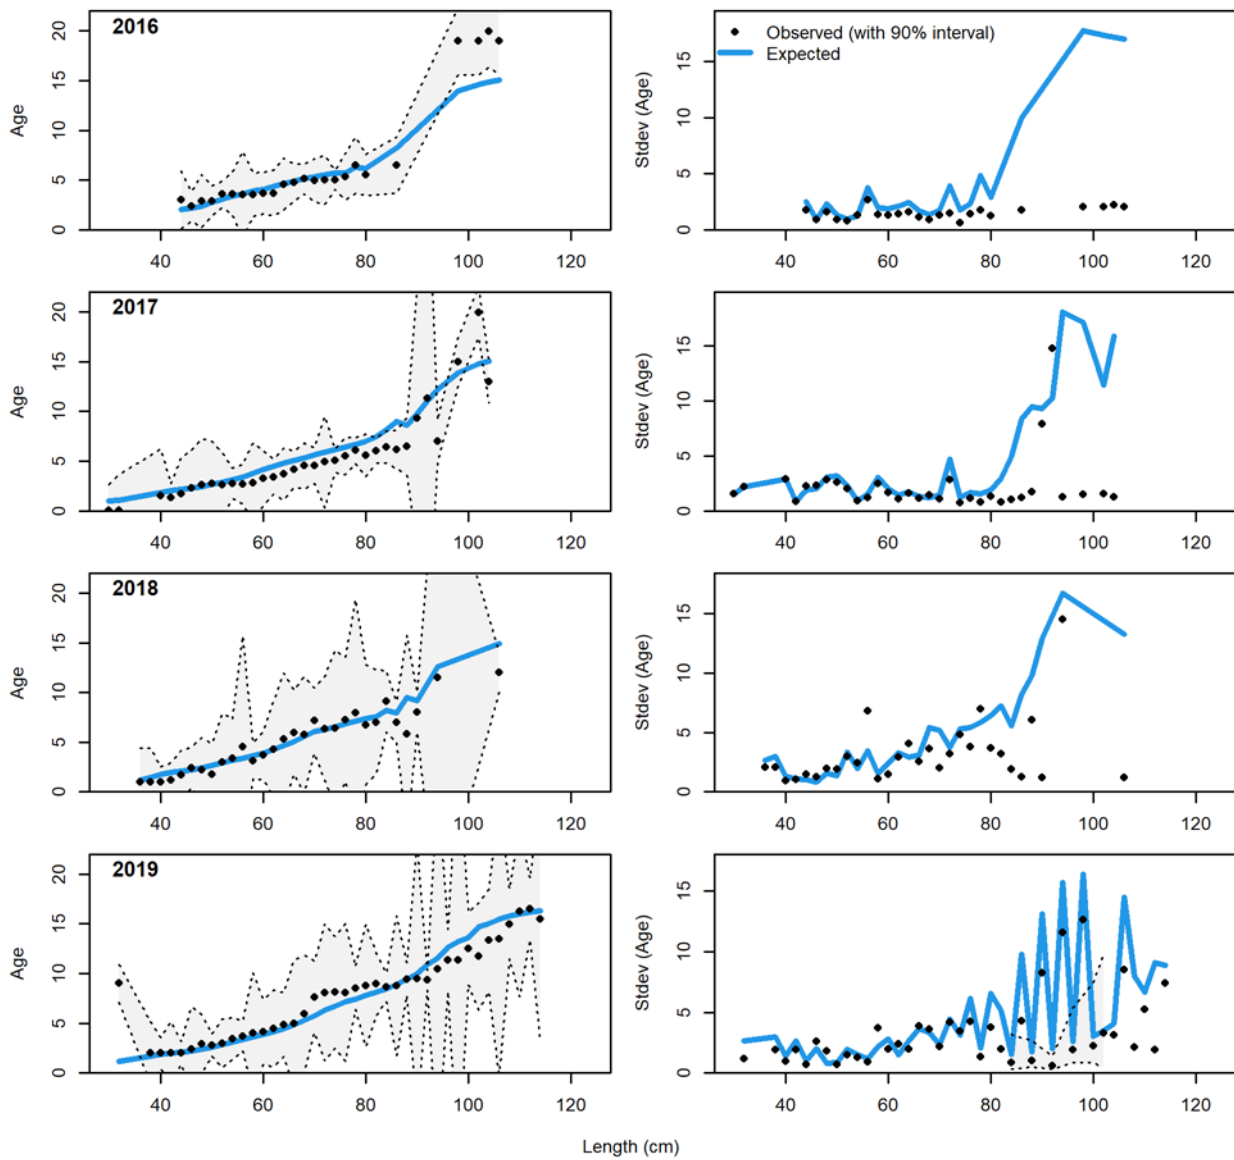 2016
Age
0 5 10 15 20
40 60 80 100 120
Observed (with 90% interval)
Expected
Stdev (Age)
0 5 10 15
40 60 80 100 120
2017
Age
0 5 10 15 20
40 60 80 100 120
Stdev (Age)
0 5 10 15
40 60 80 100 120
2018
Age
0 5 10 15 20
40 60 80 100 120
Stdev (Age)
0 5 10 15
40 60 80 100 120
2019
Age
0 5 10 15 20
40 60 80 100 120
Stdev (Age)
0 5 10 15
40 60 80 100 120
Length (cm)